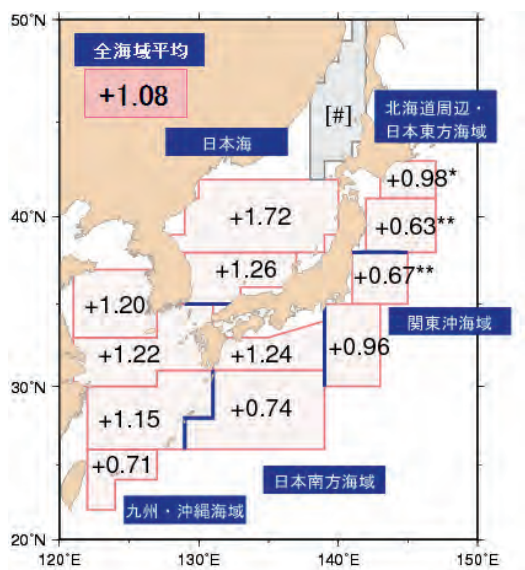 50˚N
全海域平均
+1.08
[#]
北海道周辺・
日本東方海域
日本海
+0.98*
+1.72
40˚N
+0.63**
+1.26
+0.67**
+1.20
関東沖海域
+1.22
+1.24
+0.96
30˚N
+1.15
+0.74
+0.71
日本南方海域
九州・沖縄海域
20˚N
120˚E
130˚E
140˚E
150˚E